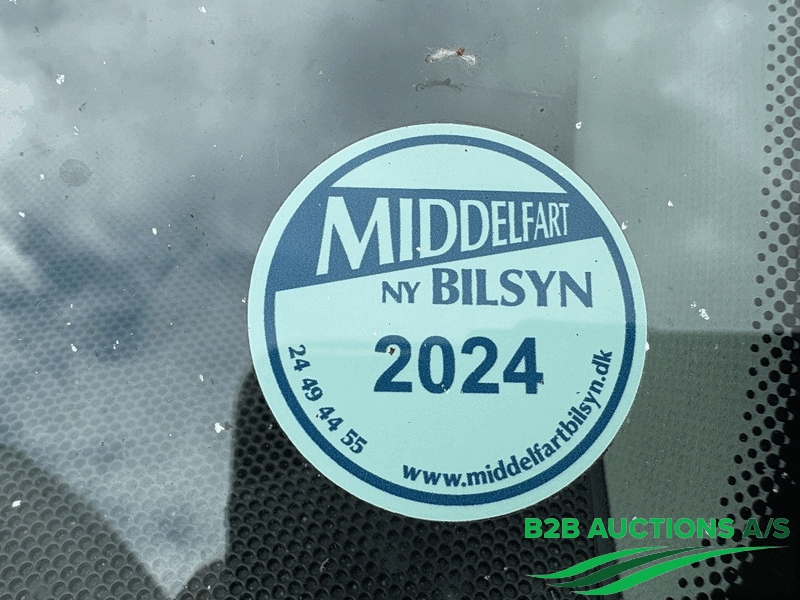 MIDDELFART
NY BILSYN
2024
24 49 44 55
www.middelfartbilsyn.dk
B2B AUCTIONS A/S